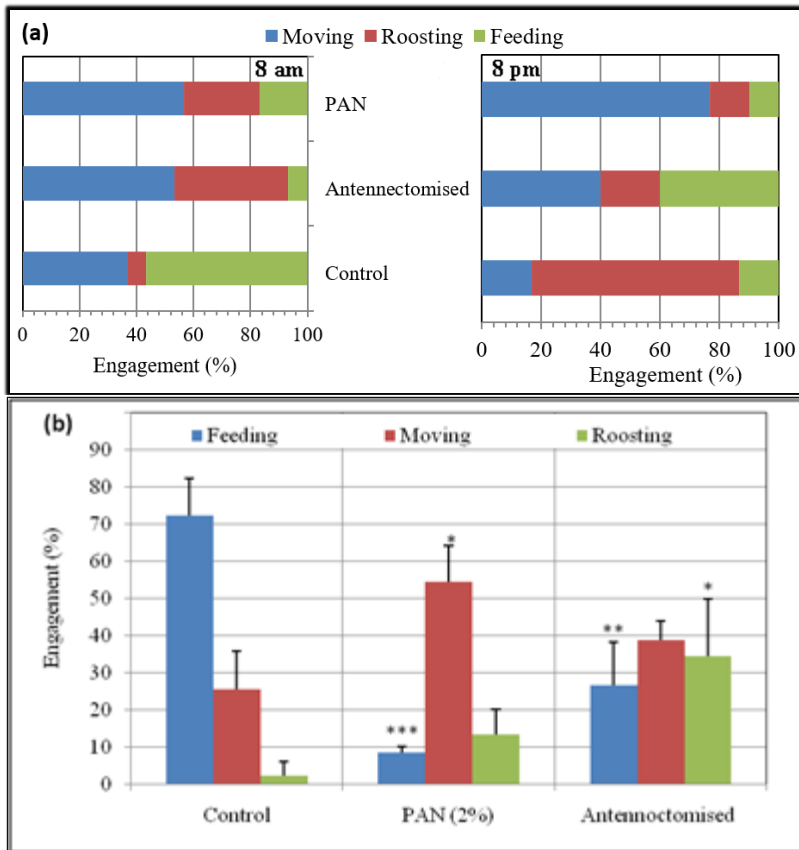 (a)
Moving Roosting Feeding
8 am
8 pm
PAN
Antennectomised
Control
0 20 40 60 80 100
0 20 40 60 80 100
Engagement (%)
Engagement (%)
(b)
Feeding Moving Roosting
90
80
70
60
50
40
30
20
10
0
Engagement (%)
*
*
**
***
Control PAN (2%) Antennoctomised